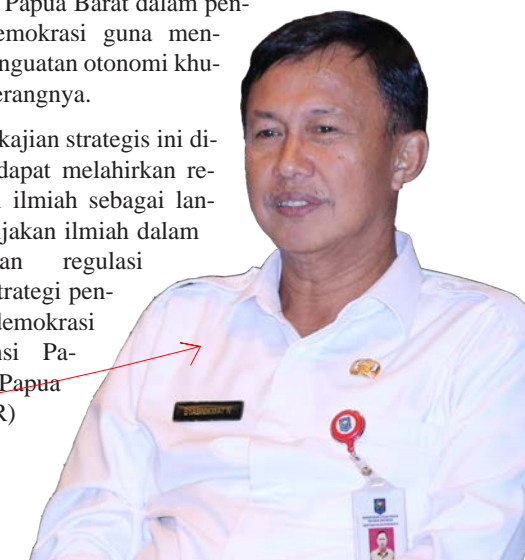 Papua Barat dalam pen-
emokrasi guna men-
nguatan otonomi khu-
erangnya.
kajian strategis ini di-
dapat melahirkan re-
ilmiah sebagai lan-
jakan ilmiah dalam
an regulasi
trategi pen-
demokrasi
nsi Pa-
Papua
R)